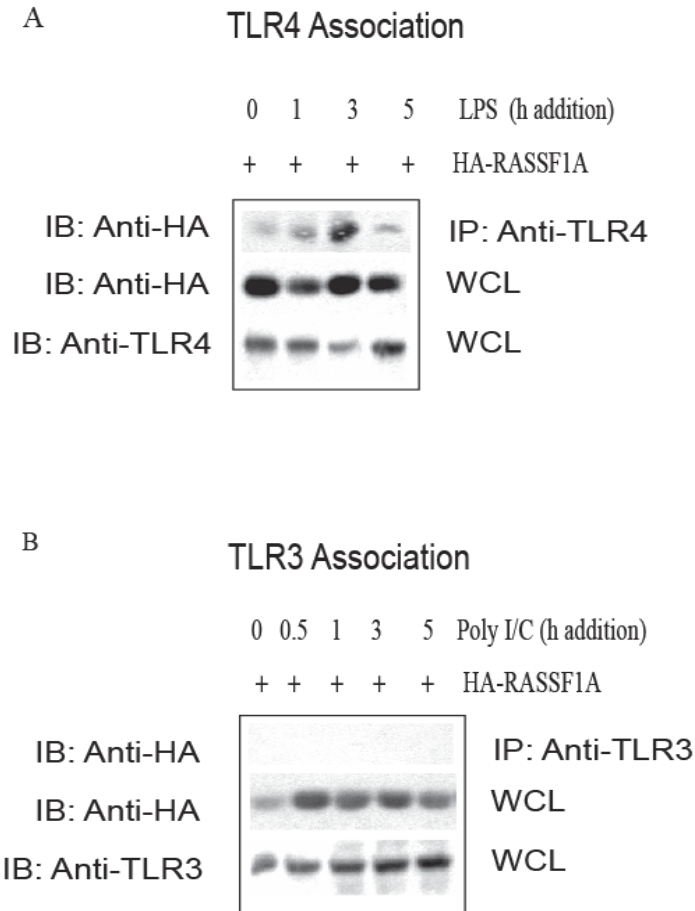 A
TLR4 Association
0 1 3 5 LPS (h addition)
+ + + + HA-RASSF1A
IB: Anti-HA IP: Anti-TLR4
IB: Anti-HA WCL
IB: Anti-TLR4 WCL
B
TLR3 Association
0 0.5 1 3 5 Poly I/C (h addition)
+ + + + + HA-RASSF1A
IB: Anti-HA IP: Anti-TLR3
IB: Anti-HA WCL
IB: Anti-TLR3 WCL